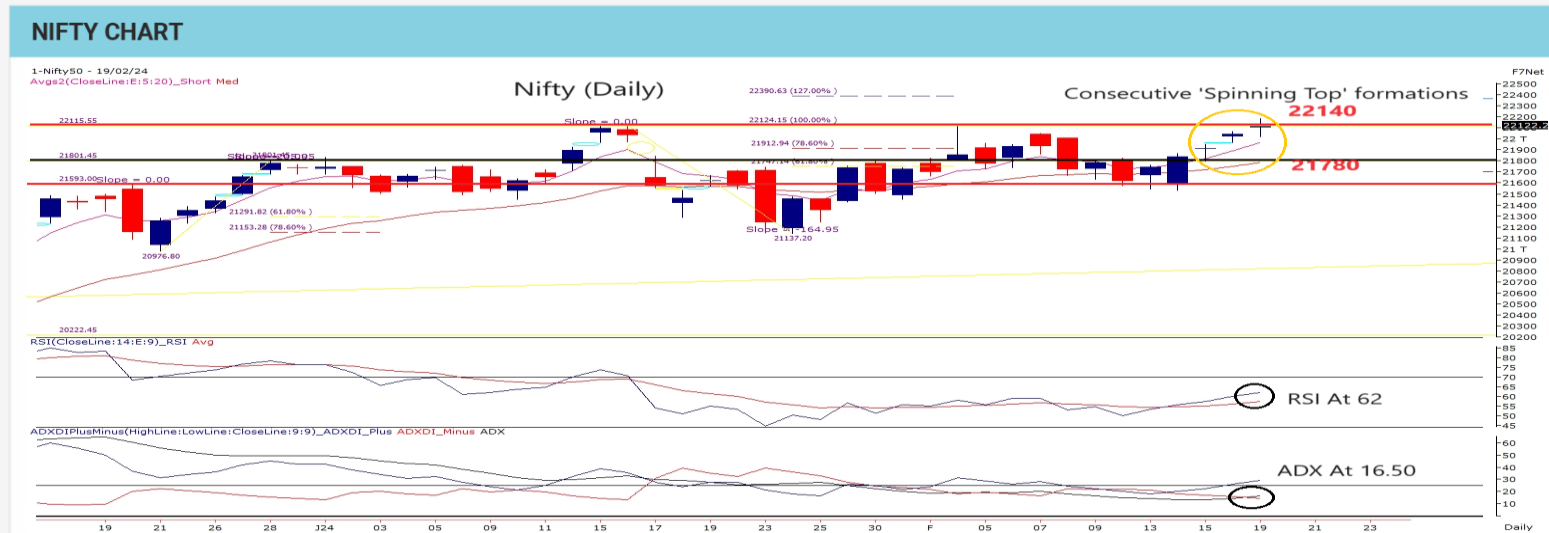 NIFTY CHART
1-Nifty50 - 19/02/24
F7Net
Avgs2(CloseLine:E:5:20)_Short Med
Nifty (Daily)
22390.63 (127.00% )
Consecutive 'Spinning Top' formations
22140
22115.55
Slope = 0.00
22124.15 (100.00% )
21912.94 (78.60% )
21801.45
21780
21593.00
Slope = 0.00
21291.82 (61.80% )
21153.28 (78.60% )
20976.80
21137.20
20222.45
22500
22400
22300
22200
22 T
21900
21800
21700
21600
21500
21400
21300
21200
21100
21 T
20900
20800
20700
20600
20500
20400
20300
20200
RSI(CloseLine:14:E:9)_RSI Avg
85
80
75
70
65
60
55
50
45
RSI At 62
ADXDIPlusMinus(HighLine:LowLine:CloseLine:9:9)_ADXDI_Plus ADXDI_Minus ADX
60
50
40
30
20
10
ADX At 16.50
19 21 26 28 J24 03 05 09 11 15 17 19 23 25 30 F 05 07 09 13 15 19 21 23 Daily